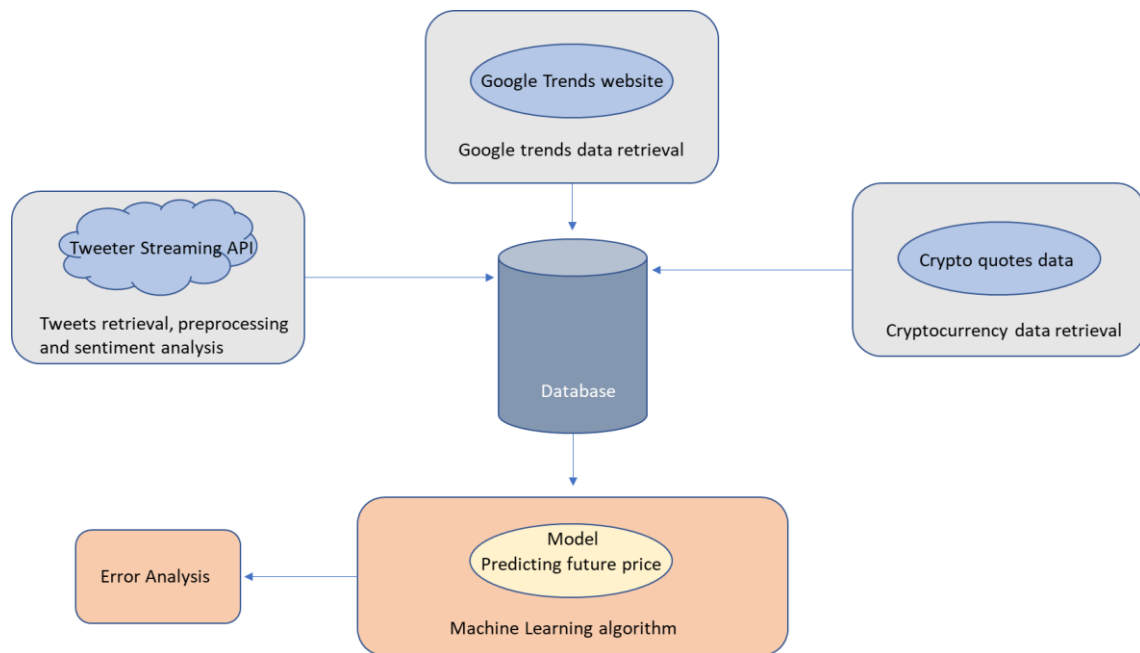 Google Trends website
Google trends data retrieval
Tweeter Streaming API
Tweets retrieval, preprocessing
and sentiment analysis
Crypto quotes data
Cryptocurrency data retrieval
Database
Model
Predicting future price
Machine Learning algorithm
Error Analysis